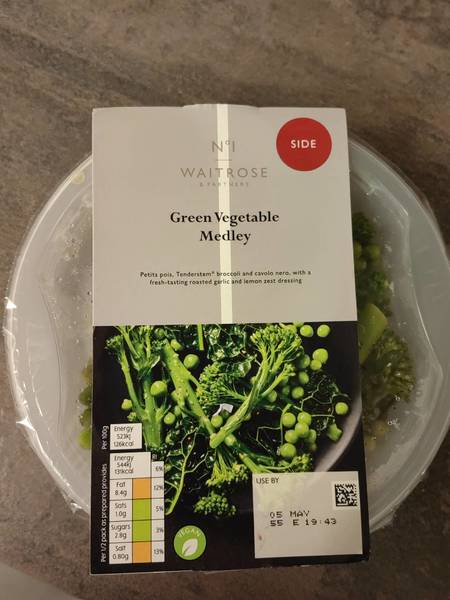 Nº1
SIDE
WAITROSE
& PARTNERS
Green Vegetable
Medley
Petits pois, Tenderstem® broccoli and cavolo nero, with a
fresh-tasting roasted garlic and lemon zest dressing
Per 100g
Energy
523kJ
126kcal
Per 1/2 pack as prepared provides
Energy
544kJ
131kcal
6%
Fat
8.4g
12%
Sats
1.0g
5%
Sugars
2.8g
3%
Salt
0.80g
13%
VEGAN
USE BY
05 MAY
55 E 19:43